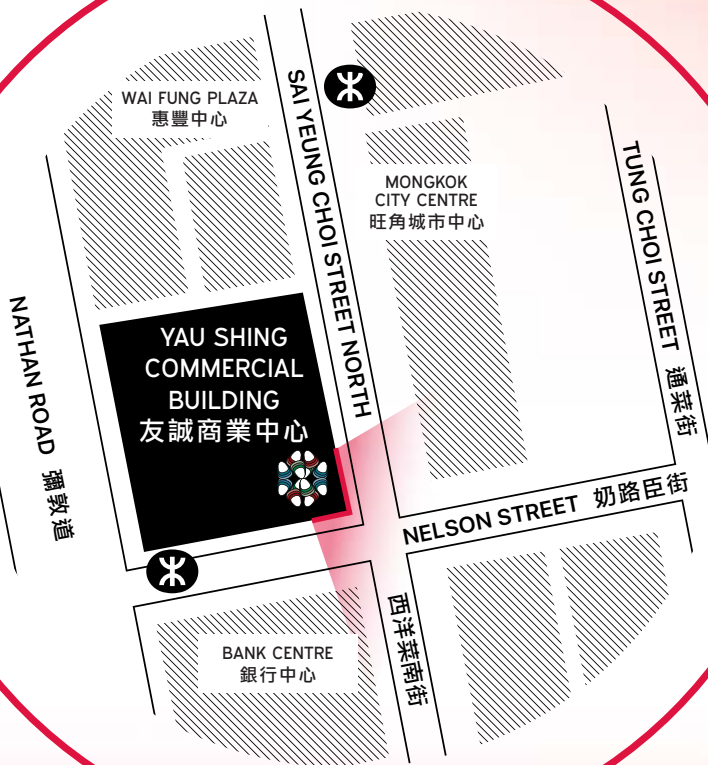 WAI FUNG PLAZA
惠豐中心
SAI YEUNG CHOI STREET NORTH
MONGKOK
CITY CENTRE
旺角城市中心
TUNG CHOI STREET 通菜街
NATHAN ROAD 彌敦道
YAU SHING
COMMERCIAL
BUILDING
友誠商業中心
NELSON STREET 奶路臣街
西洋菜南街
BANK CENTRE
銀行中心